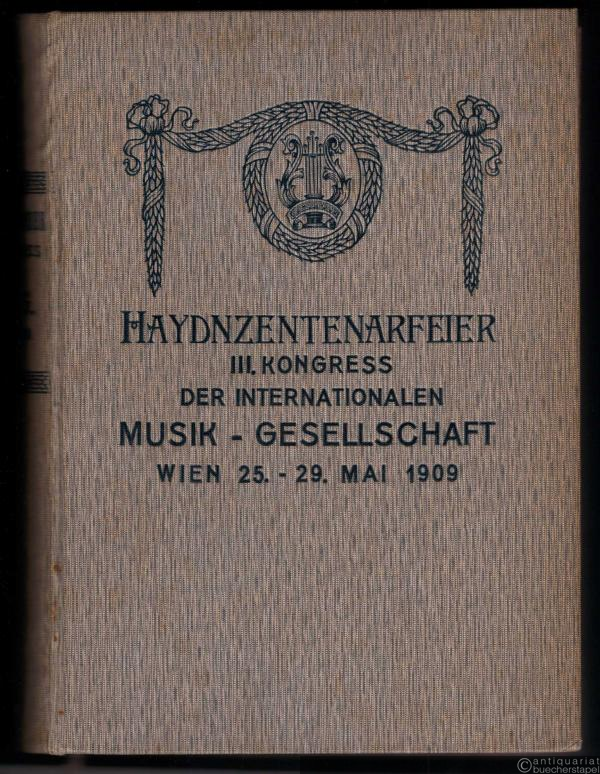 HAYDNZENTENARFEIER
III. KONGRESS
DER INTERNATIONALEN
MUSIK - GESELLSCHAFT
WIEN 25. - 29. MAI 1909
©antiquariat
buecherstapel